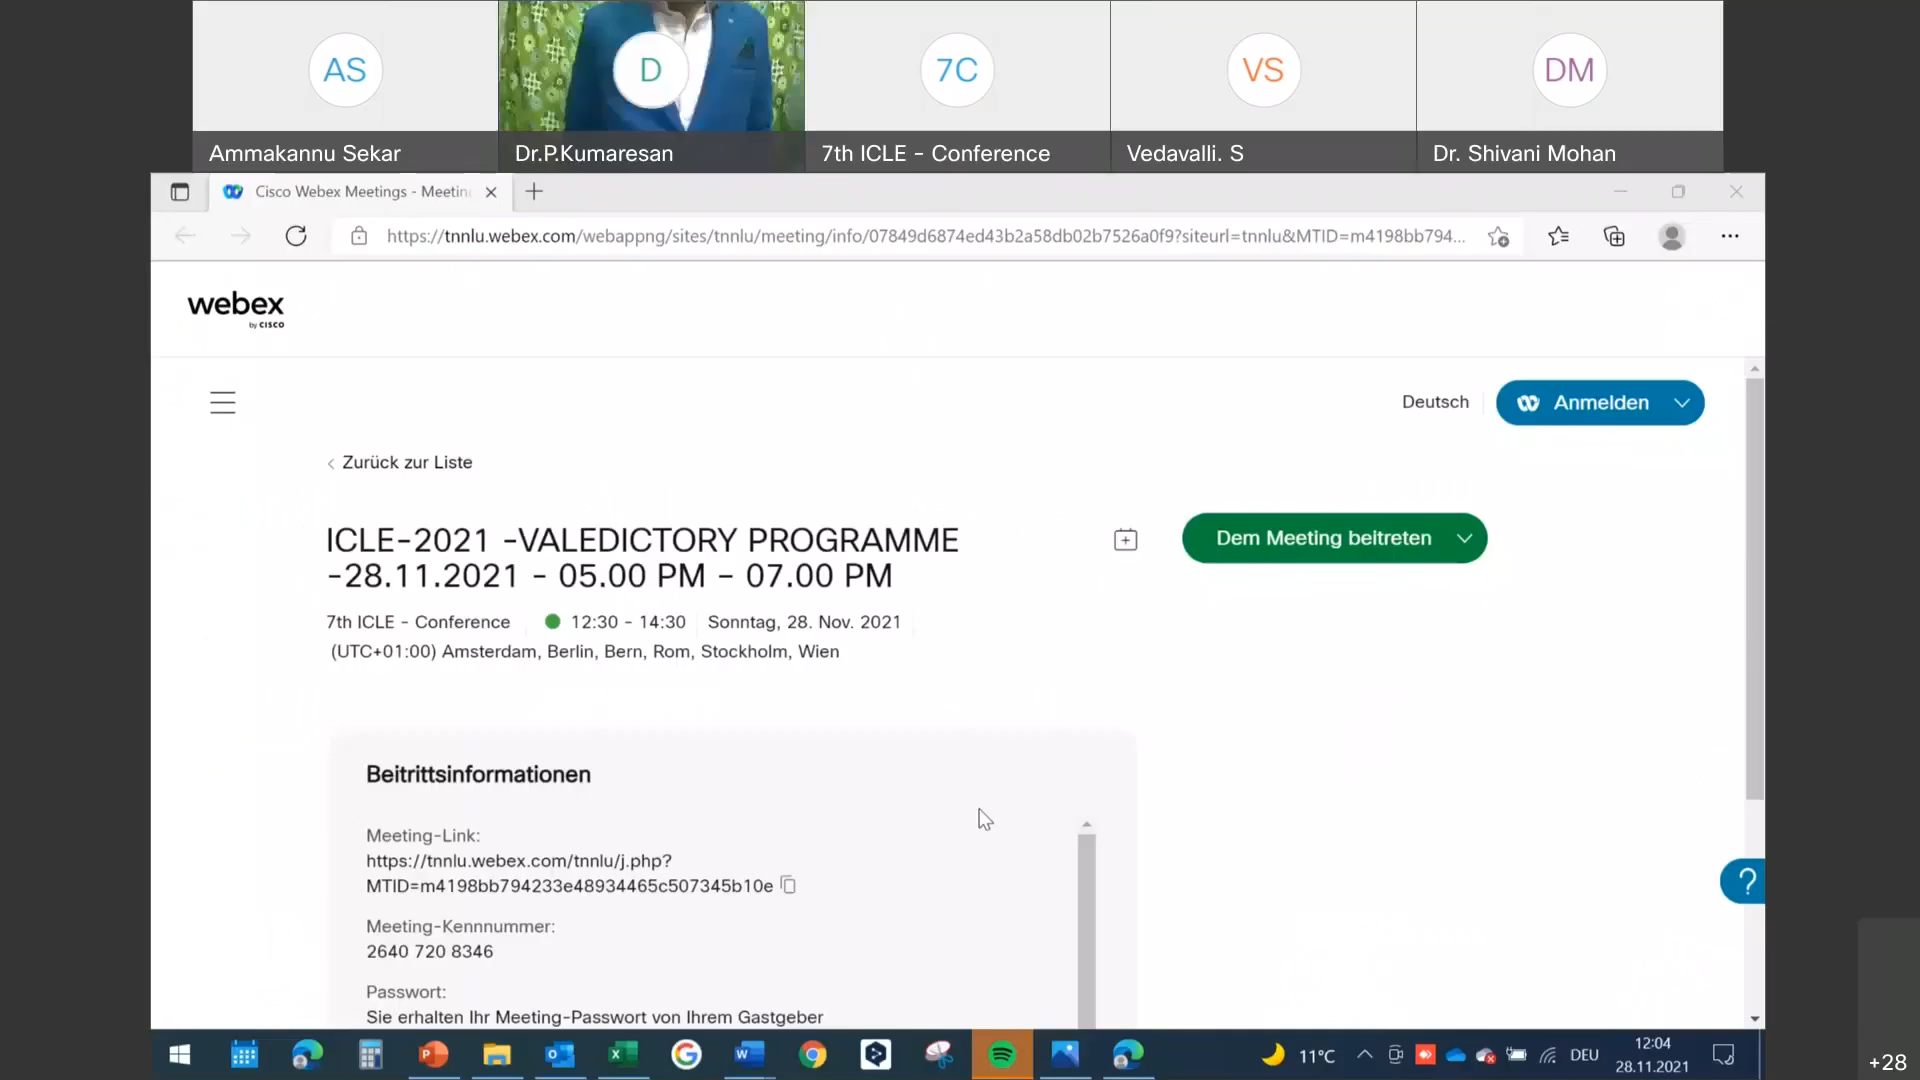 AS
D
7C
VS
DM
Ammakannu Sekar
Dr.P.Kumaresan
7th ICLE - Conference
Vedavalli. S
Dr. Shivani Mohan
Cisco Webex Meetings - Meetin
https://tnnlu.webex.com/webappng/sites/tnnlu/meeting/info/07849d6874ed43b2a58db02b7526a0f9?siteurl=tnnlu&MTID=m4198bb794...
webex
by CISCO
Deutsch
Anmelden
Zurück zur Liste
ICLE-2021 -VALEDICTORY PROGRAMME
-28.11.2021 - 05.00 PM - 07.00 PM
Dem Meeting beitreten
7th ICLE - Conference
12:30 - 14:30
Sonntag, 28. Nov. 2021
(UTC+01:00) Amsterdam, Berlin, Bern, Rom, Stockholm, Wien
Beitrittsinformationen
Meeting-Link:
https://tnnlu.webex.com/tnnlu/j.php?
MTID=m4198bb794233e48934465c507345b10e
?
Meeting-Kennnummer:
2640 720 8346
Passwort:
Sie erhalten Ihr Meeting-Passwort von Ihrem Gastgeber
11°C
DEU
12:04
28.11.2021
+28